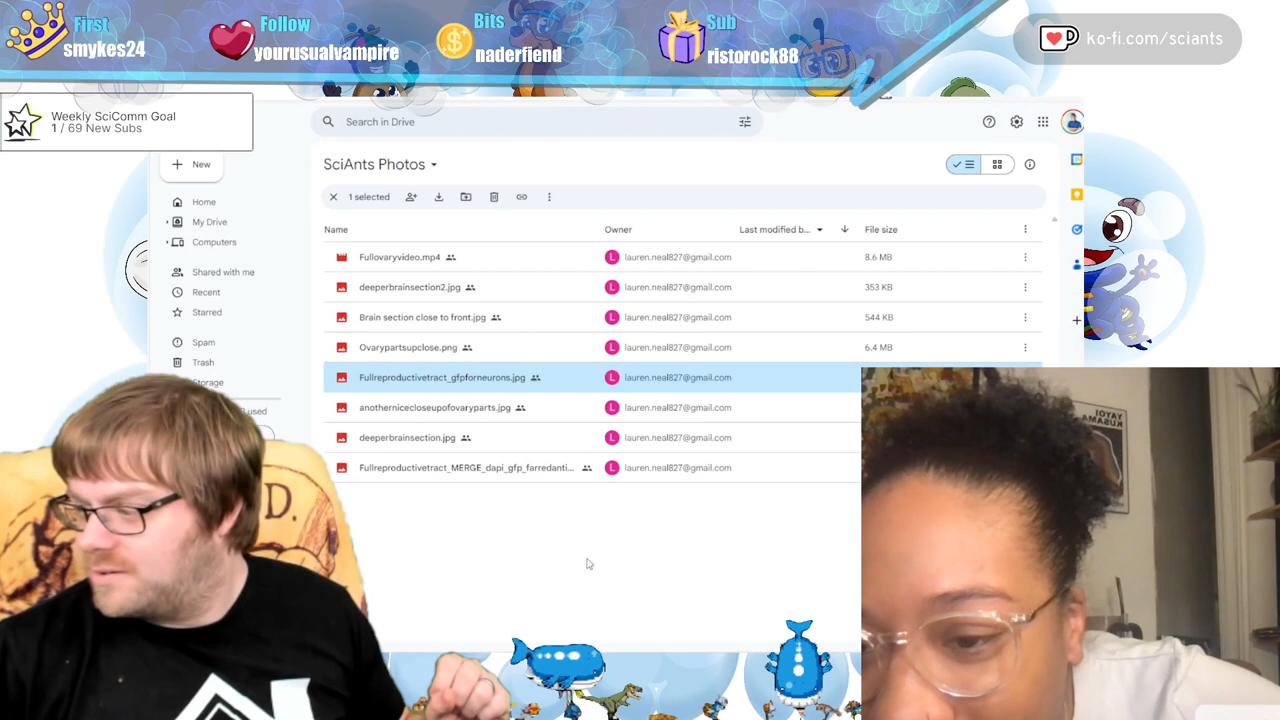 First
smykes24
Follow
yourusualvampire
Bits
naderfiend
Sub
ristorock88
ko-fi.com/sciants
Weekly SciComm Goal
1 / 69 New Subs
Search in Drive
New
SciAnts Photos
1 selected
Home
My Drive
Computers
Shared with me
Recent
Starred
Spam
Trash
Storage
used
Name Owner Last modified b... File size
Fullovaryvideo.mp4 L lauren.neal827@gmail.com 8.6 MB
deeperbrainsection2.jpg L lauren.neal827@gmail.com 353 KB
Brain section close to front.jpg L lauren.neal827@gmail.com 544 KB
Ovarypartsupclose.png L lauren.neal827@gmail.com 6.4 MB
Fullreproductivetract_gfpforneurons.jpg L lauren.neal827@gmail.com
anothernicecloseupofovaryparts.jpg L lauren.neal827@gmail.com
deeperbrainsection.jpg L lauren.neal827@gmail.com
Fullreproductivetract_MERGE_dapi_gfp_farredanti... L lauren.neal827@gmail.com
YAYOI
KUSAMA
D.